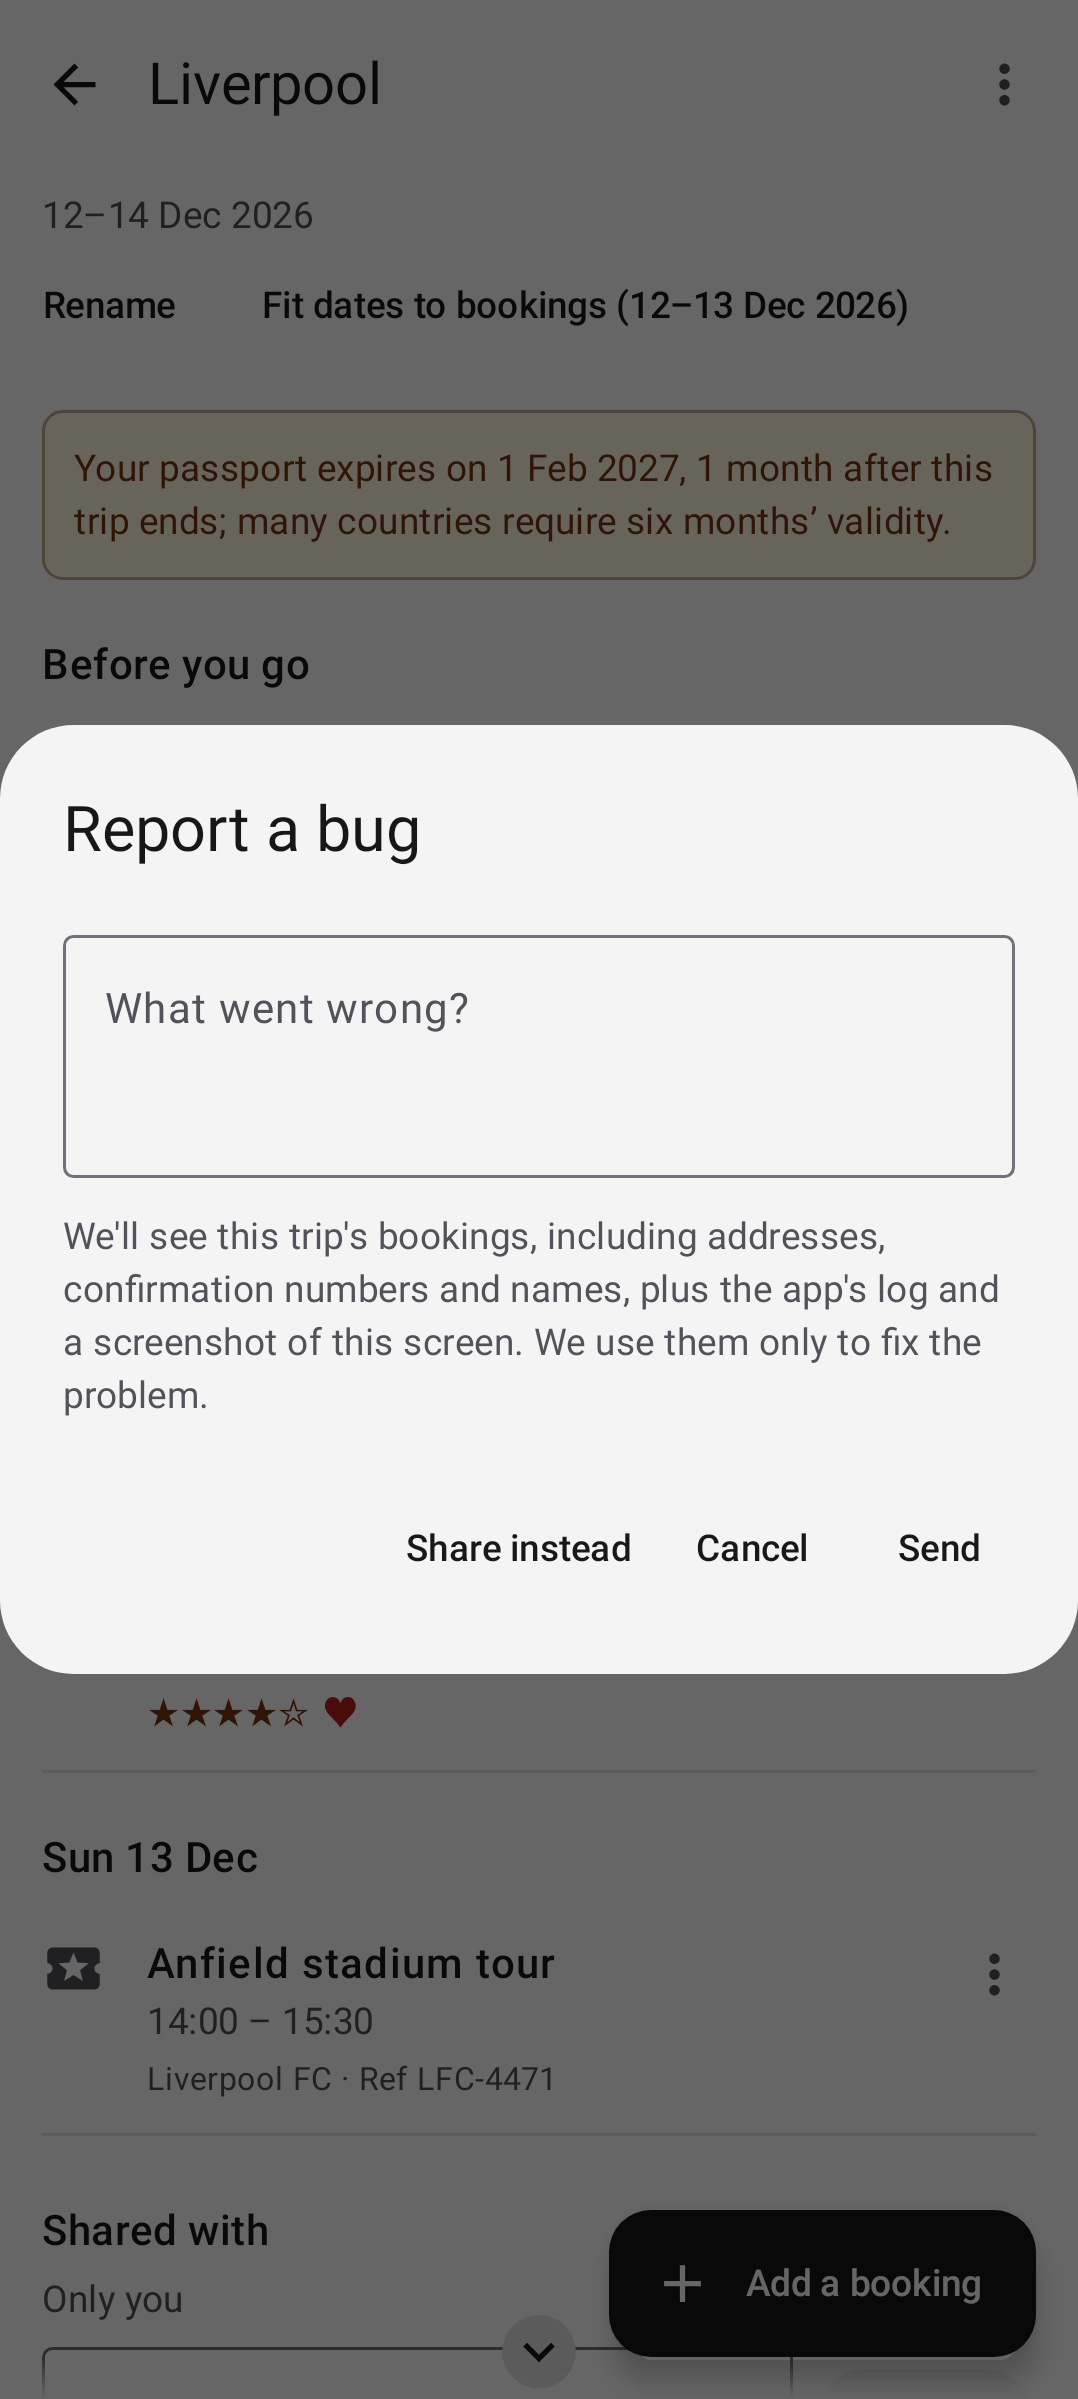 Liverpool
12–14 Dec 2026
Rename Fit dates to bookings (12–13 Dec 2026)
Your passport expires on 1 Feb 2027, 1 month after this
trip ends; many countries require six months’ validity.
Before you go
Report a bug
What went wrong?
We'll see this trip's bookings, including addresses,
confirmation numbers and names, plus the app's log and
a screenshot of this screen. We use them only to fix the
problem.
Share instead Cancel Send
★★★★☆ ♥
Sun 13 Dec
Anfield stadium tour
14:00 – 15:30
Liverpool FC · Ref LFC-4471
Shared with
Only you
Add a booking